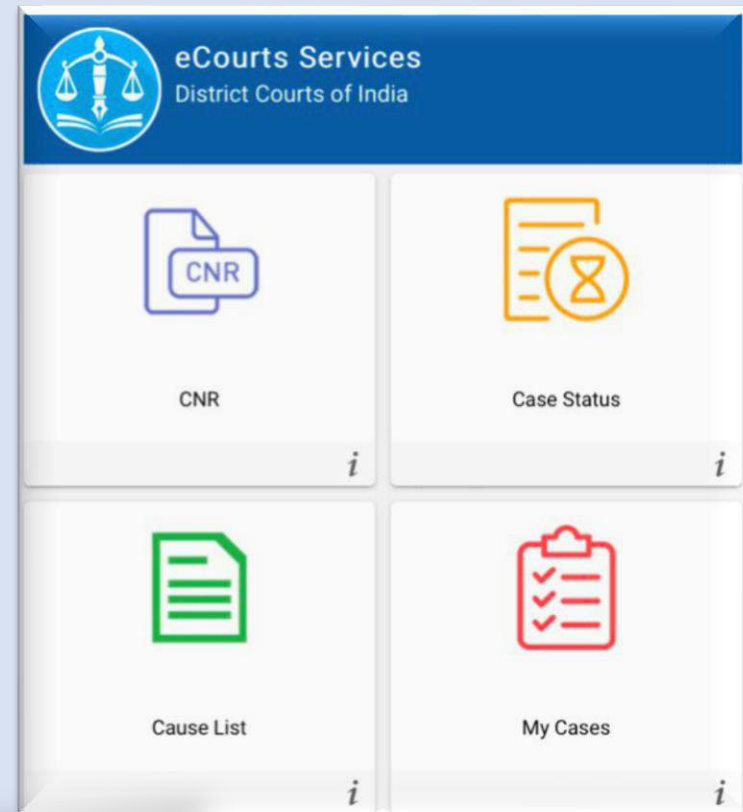 eCourts Services
District Courts of India
CNR
CNR
Case Status
i
i
Cause List
My Cases
i
i